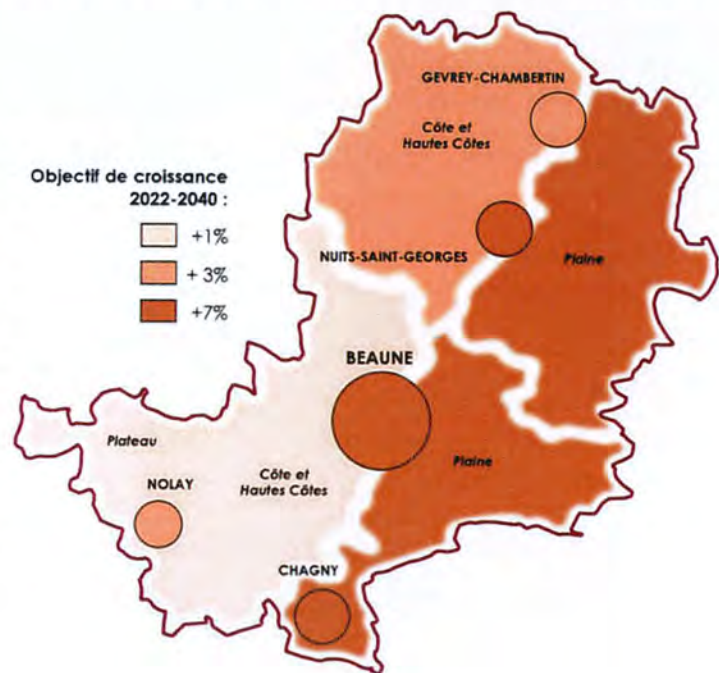 GEVREY-CHAMBERTIN
Côte et
Hautes Côtes
Objectif de croissance
2022-2040 :
+1%
+ 3%
+7%
NUITS-SAINT-GEORGES
Plaine
BEAUNE
Plateau
NOLAY
Côte et
Hautes Côtes
Plaine
CHAGNY